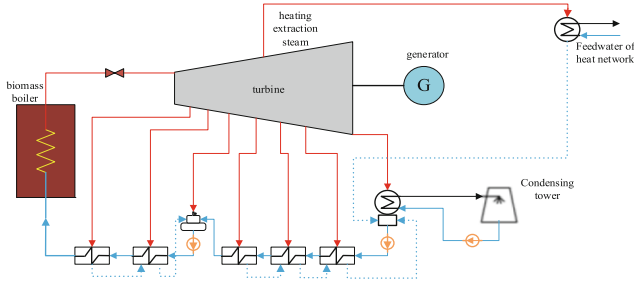 heating
extraction
steam
Feedwater of
heat network
generator
biomass
boiler
turbine
G
Condensing
tower